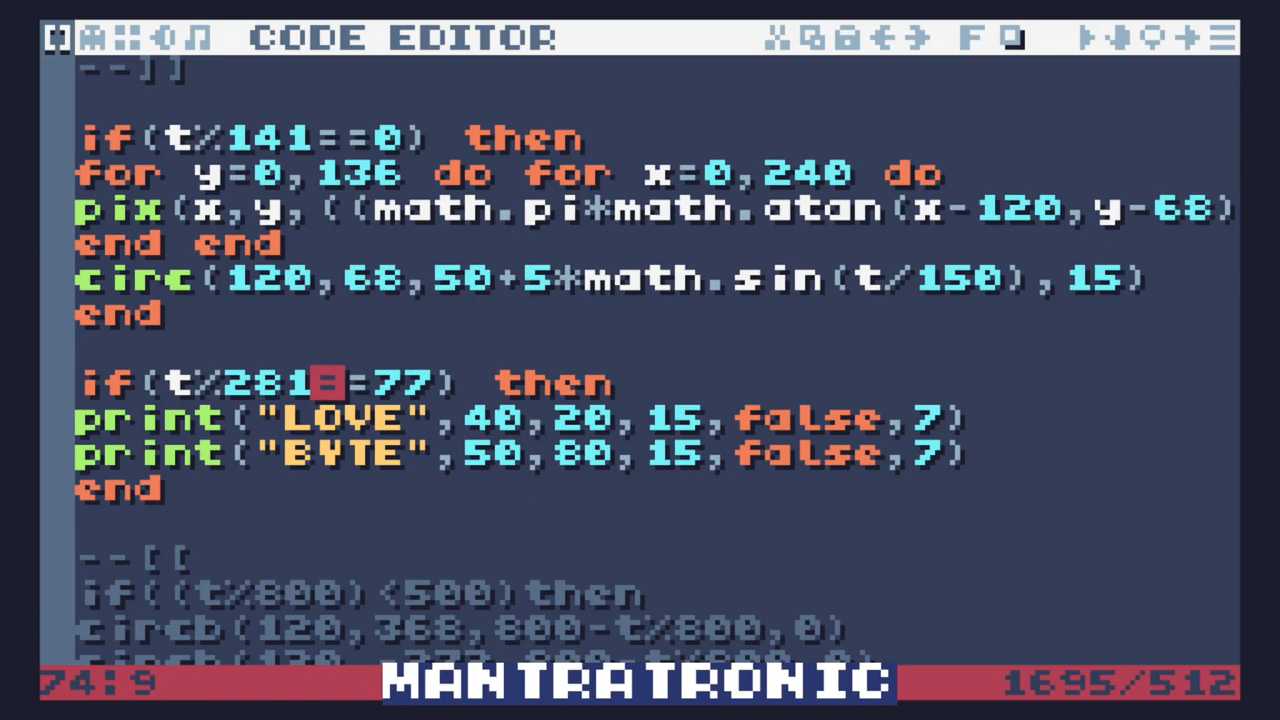 CODE EDITOR F
--]]
if(t%141==0) then
for y=0,136 do for x=0,240 do
pix(x,y,((math.pi*math.atan(x-120,y-68)
end end
circ(120,68,50+5*math.sin(t/150),15)
end
if(t%281==77) then
print("LOVE",40,20,15,false,7)
print("BYTE",50,80,15,false,7)
end
--[[
if((t%800)<500)then
circb(120,368,800-t%800,0)
74:9 MANTRATRONIC 1695/512